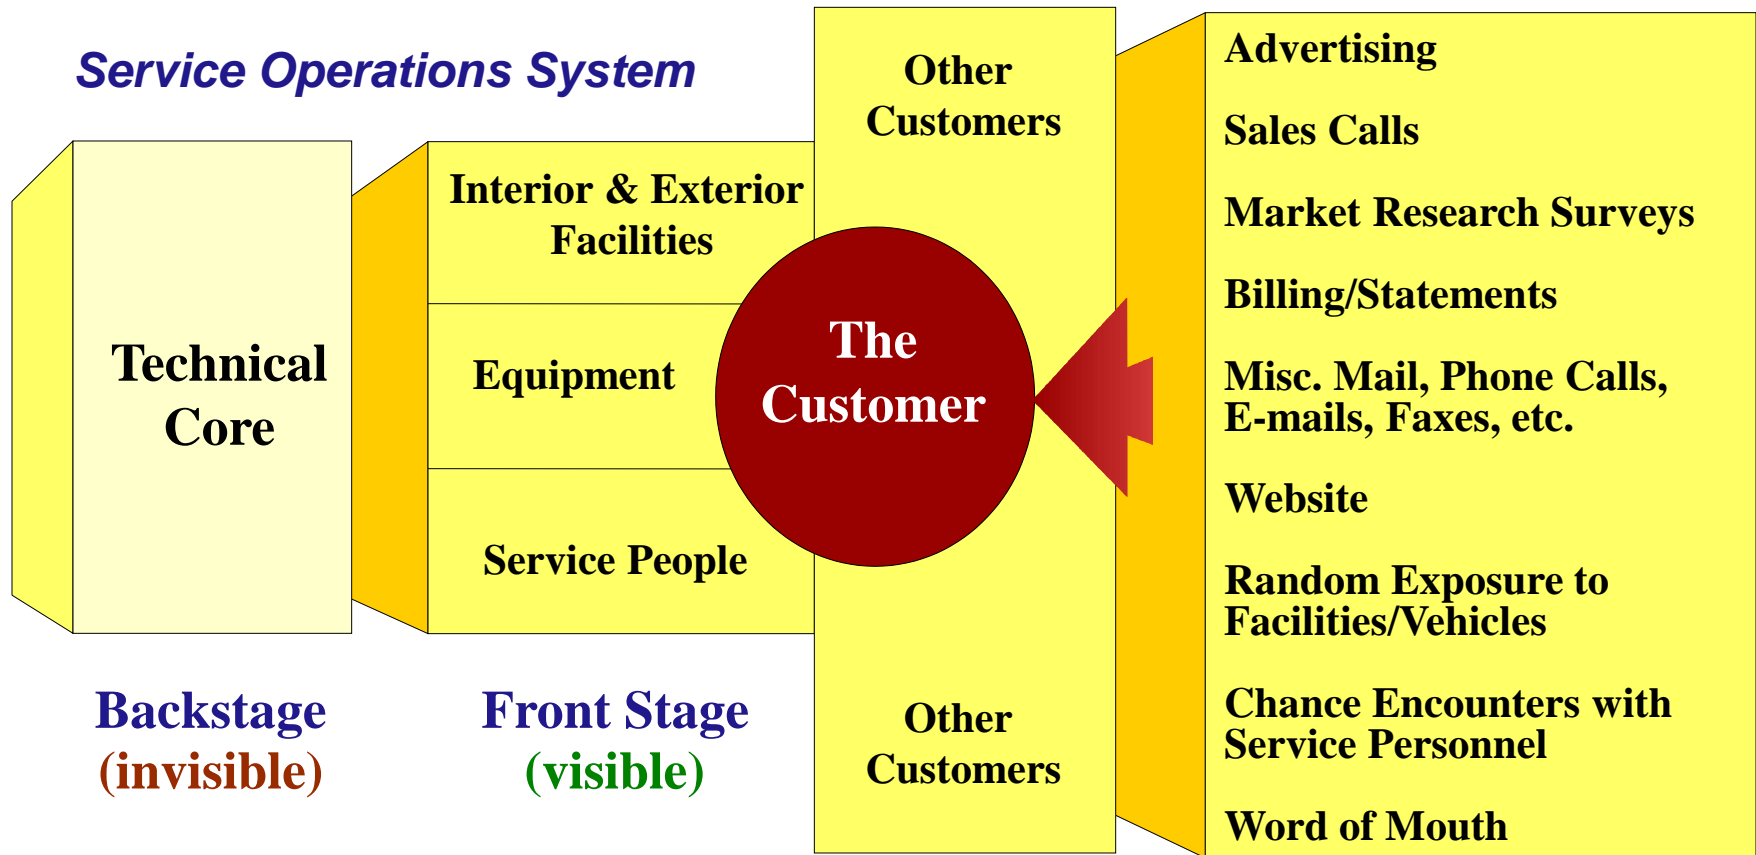 Service Operations System
Technical
Core
Backstage
(invisible)
Interior & Exterior
Facilities
Equipment
Service People
Front Stage
(visible)
Other
Customers
The
Customer
Other
Customers
Advertising
Sales Calls
Market Research Surveys
Billing/Statements
Misc. Mail, Phone Calls,
E-mails, Faxes, etc.
Website
Random Exposure to
Facilities/Vehicles
Chance Encounters with
Service Personnel
Word of Mouth